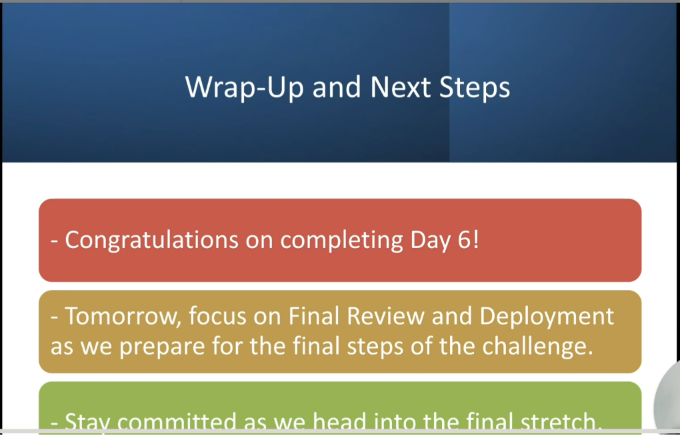 Wrap-Up and Next Steps
- Congratulations on completing Day 6!
- Tomorrow, focus on Final Review and Deployment
as we prepare for the final steps of the challenge.
- Stay committed as we head into the final stretch.